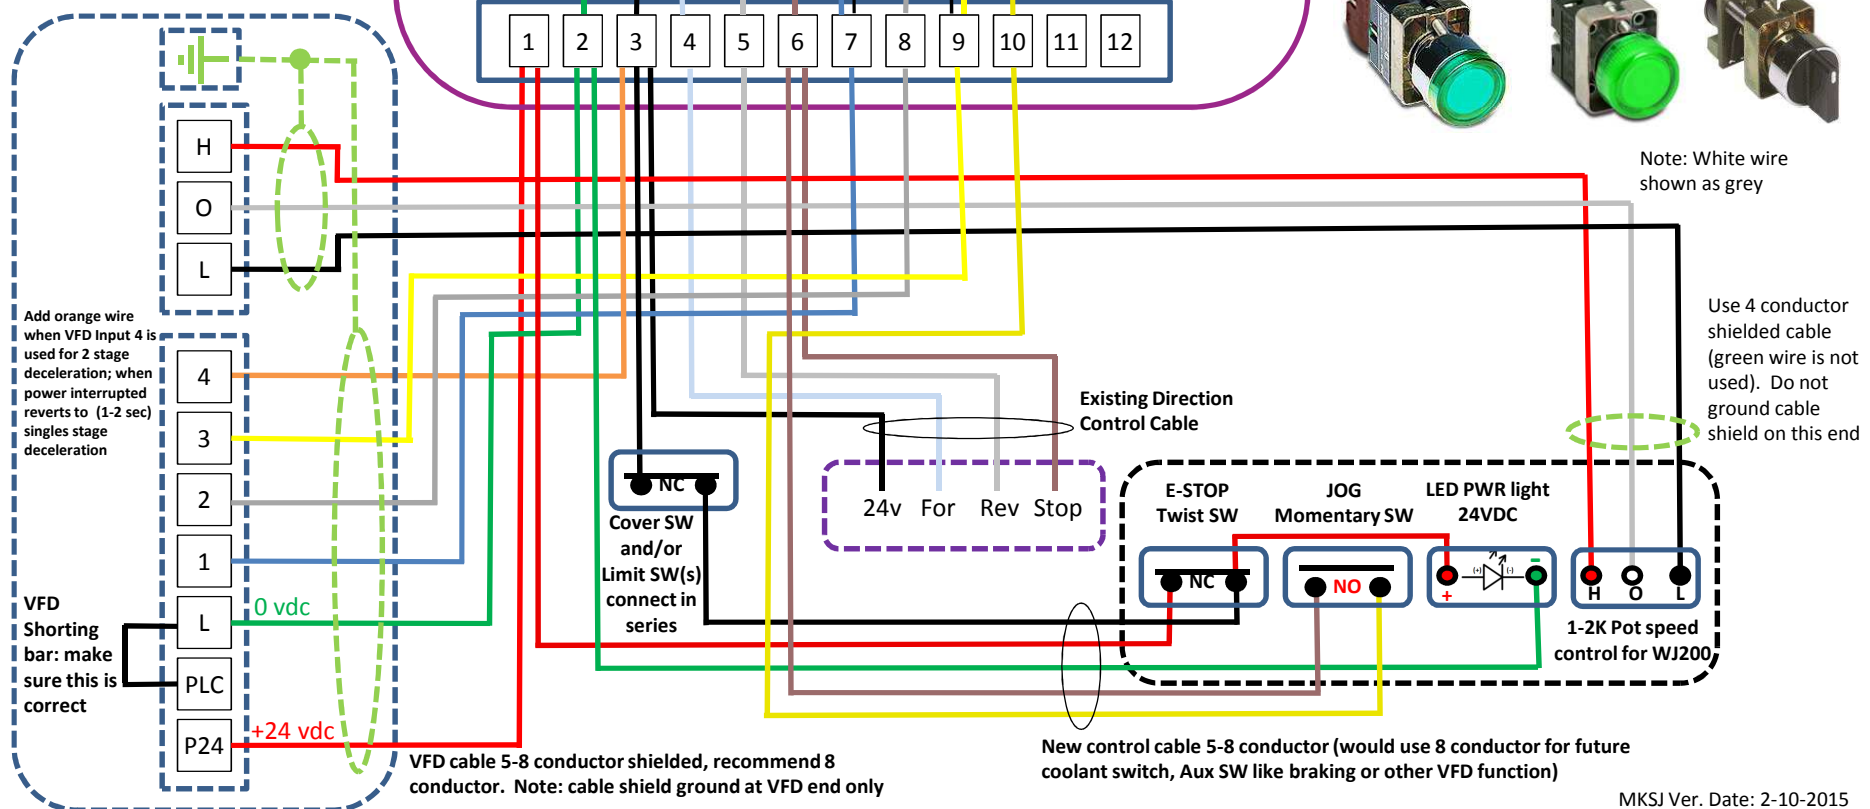 1 2 3 4 5 6 7 8 9 10 11 12
H
O
L
Note: White wire
shown as grey
Add orange wire
when VFD Input 4 is
used for 2 stage
deceleration; when
power interrupted
reverts to (1-2 sec)
singles stage
deceleration
4
3
2
1
L
PLC
P24
0 vdc
+24 vdc
VFD
Shorting
bar: make
sure this is
correct
Use 4 conductor
shielded cable
(green wire is not
used). Do not
ground cable
shield on this end
Existing Direction
Control Cable
24v For Rev Stop
NC
Cover SW
and/or
Limit SW(s)
connect in
series
E-STOP
Twist SW
NC
JOG
Momentary SW
NO
LED PWR light
24VDC
(+) (-)
+ -
H O L
1-2K Pot speed
control for WJ200
VFD cable 5-8 conductor shielded, recommend 8
conductor. Note: cable shield ground at VFD end only
New control cable 5-8 conductor (would use 8 conductor for future
coolant switch, Aux SW like braking or other VFD function)
MKSJ Ver. Date: 2-10-2015